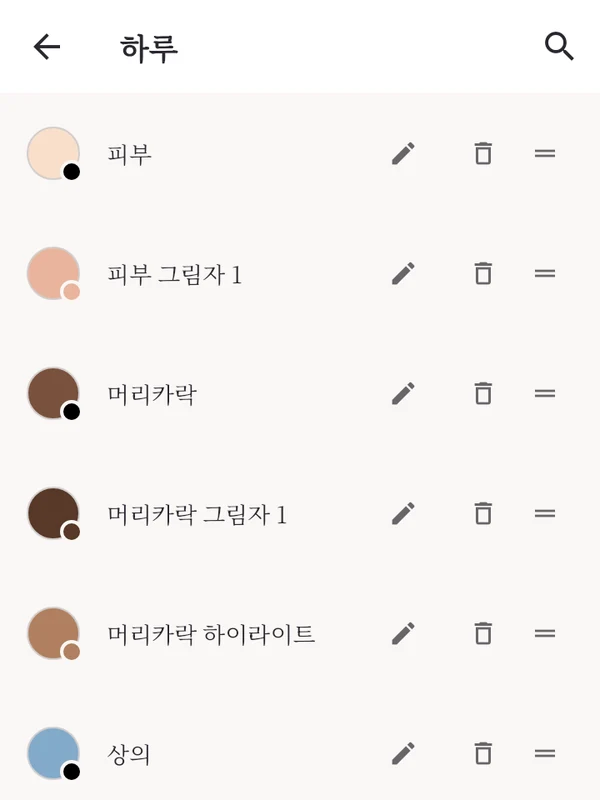 하루
피부
피부 그림자 1
머리카락
머리카락 그림자 1
머리카락 하이라이트
상의